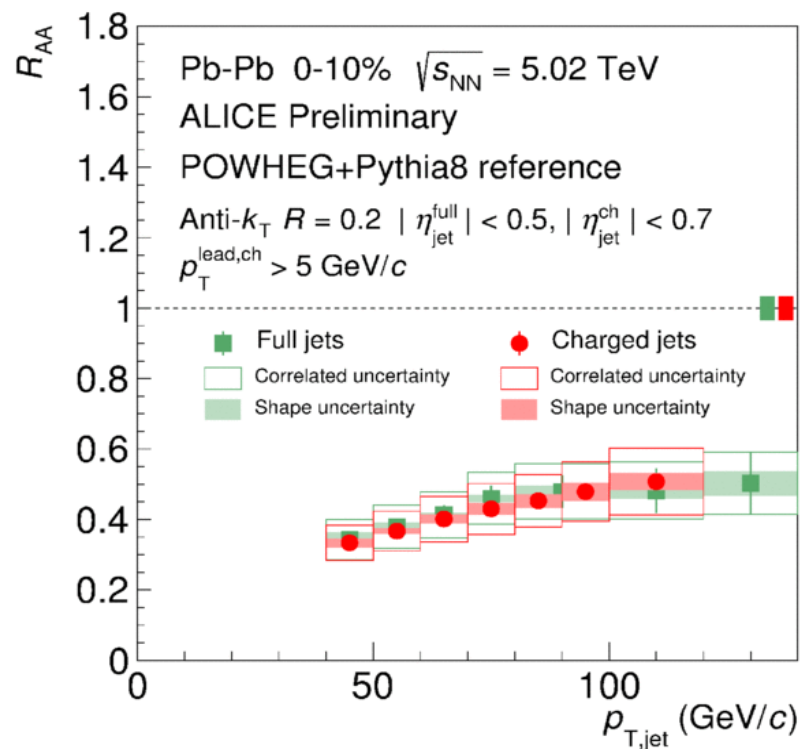 R_AA
1.8
1.6
1.4
1.2
1
0.8
0.6
0.4
0.2
0
Pb-Pb 0-10% √s_NN = 5.02 TeV
ALICE Preliminary
POWHEG+Pythia8 reference
Anti-k_T R = 0.2 | η_jet^full | < 0.5, | η_jet^ch | < 0.7
p_T^lead,ch > 5 GeV/c
Full jets
Correlated uncertainty
Shape uncertainty
Charged jets
Correlated uncertainty
Shape uncertainty
0 50 100
p_T,jet (GeV/c)